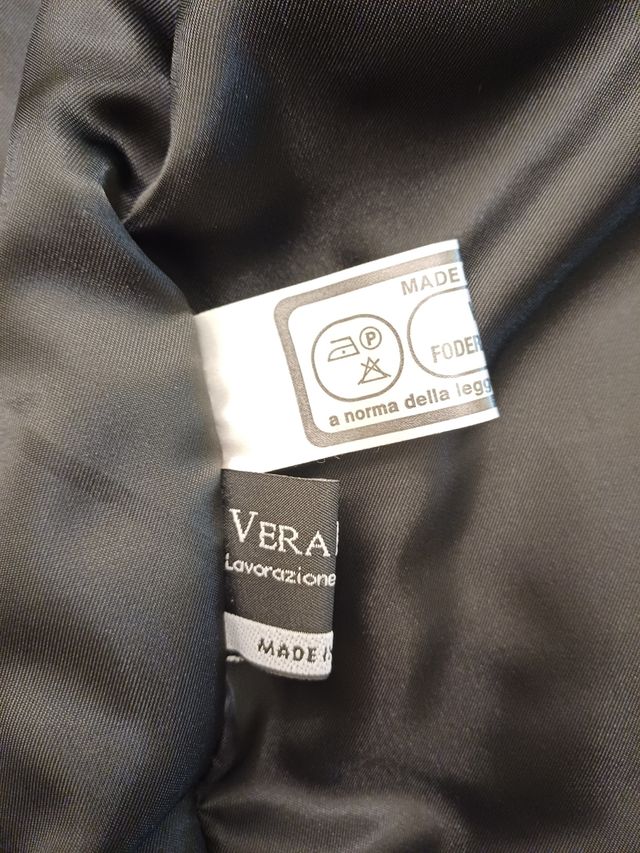 MADE
P
FODER
a norma della legg
VERA
Lavorazione
MADE I